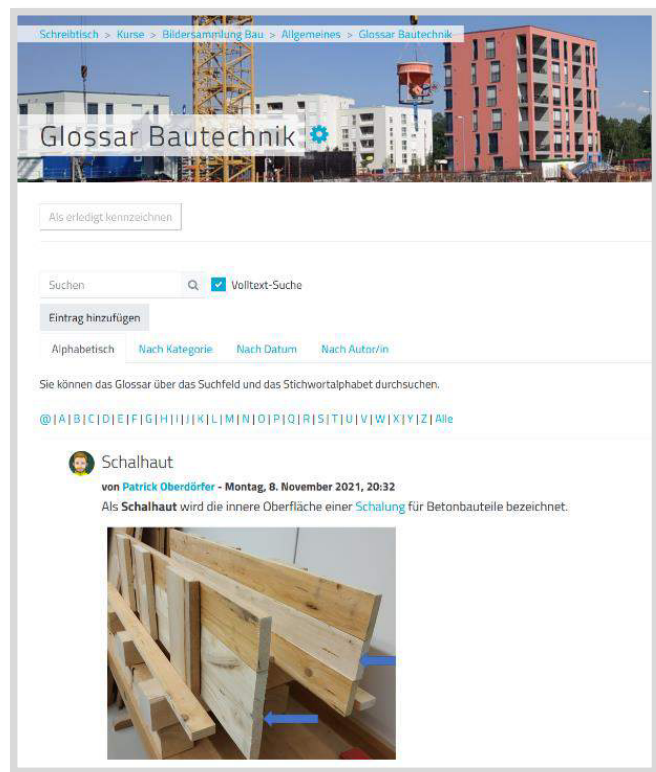 Schreibtisch > Kurse > Bildersammlung Bau > Allgemeines > Glossar Bautechnik
Glossar Bautechnik
Als erledigt kennzeichnen
Suchen
Volltext-Suche
Eintrag hinzufügen
Alphabetisch Nach Kategorie Nach Datum Nach Autor/in
Sie können das Glossar über das Suchfeld und das Stichwortalphabet durchsuchen.
@ | A | B | C | D | E | F | G | H | I | J | K | L | M | N | O | P | Q | R | S | T | U | V | W | X | Y | Z | Alle
Schalhaut
von Patrick Oberdörfer - Montag, 8. November 2021, 20:32
Als Schalhaut wird die innere Oberfläche einer Schalung für Betonbauteile bezeichnet.